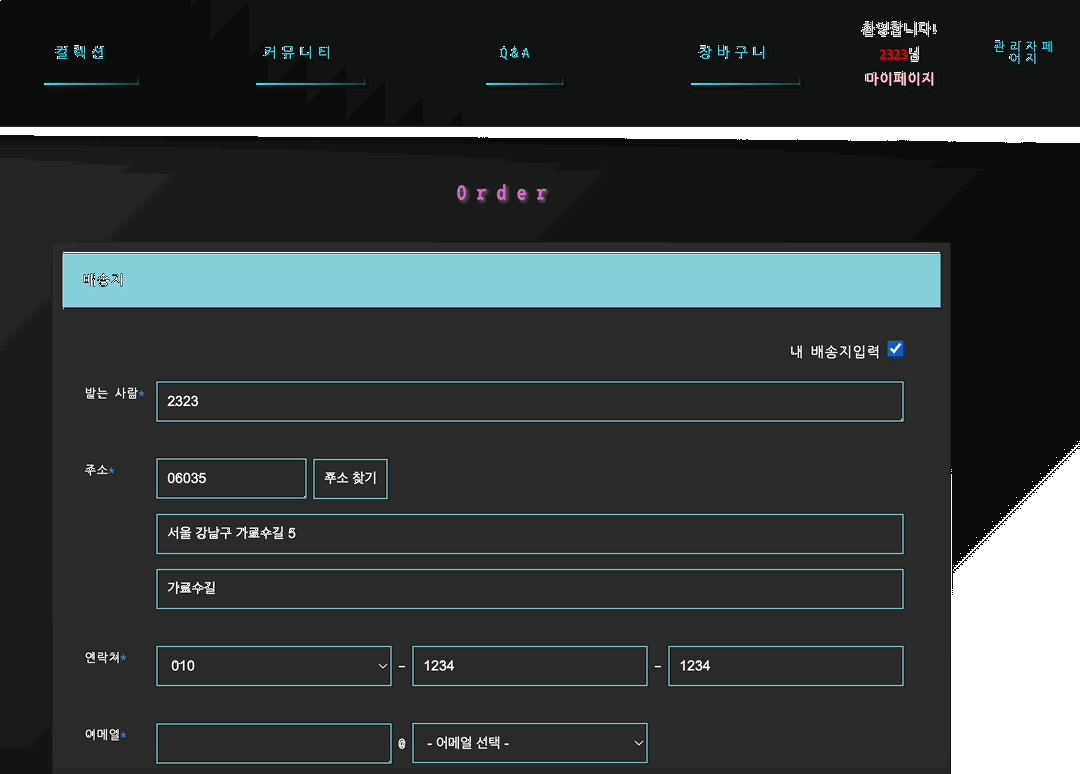 컬렉션
커뮤니티
Q&A
장바구니
환영합니다!
2323님
마이페이지
관리자페
이지
Order
배송지
내 배송지입력
받는 사람*
2323
주소*
06035
주소 찾기
서울 강남구 가로수길 5
가로수길
연락처*
010 - 1234 - 1234
이메일*
@ - 이메일 선택 -